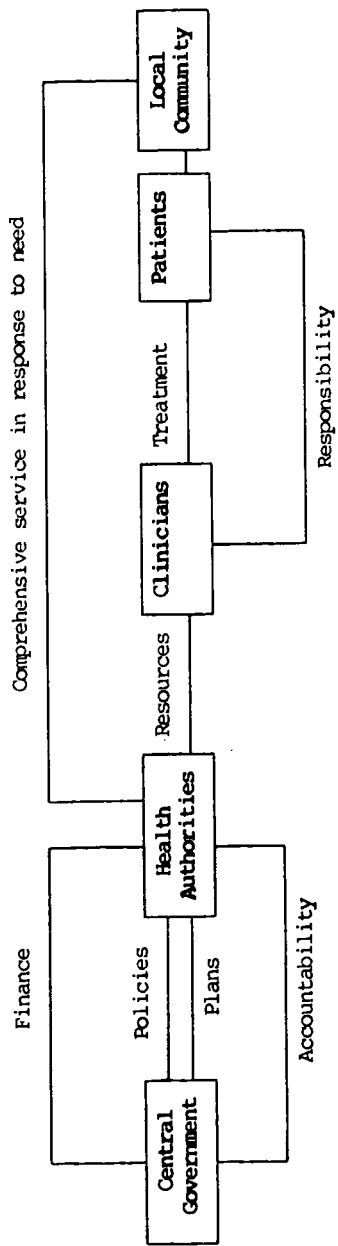 Comprehensive service in response to need
Finance
Central
Government
Policies
Plans
Health
Authorities
Resources
Clinicians
Treatment
Patients
Local
Community
Accountability
Responsibility